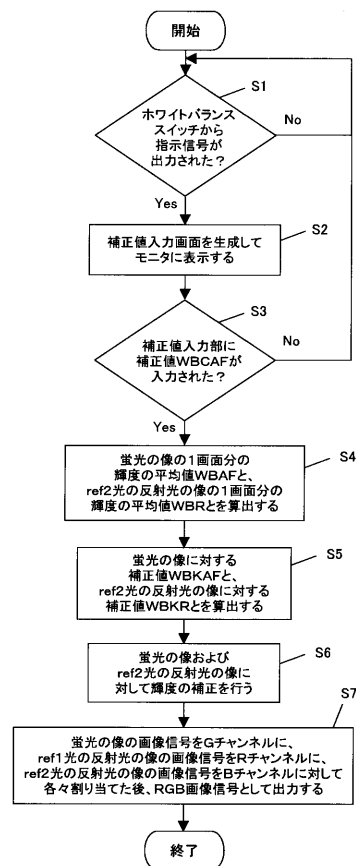 開始
S1
ホワイトバランス
スイッチから
指示信号が
出力された?
No
Yes
S2
補正値入力画面を生成して
モニタに表示する
S3
補正値入力部に
補正値WBCAFが
入力された?
No
Yes
S4
蛍光の像の1画面分の
輝度の平均値WBAFと、
ref2光の反射光の像の1画面分の
輝度の平均値WBRとを算出する
S5
蛍光の像に対する
補正値WBKAFと、
ref2光の反射光の像に対する
補正値WBKRとを算出する
S6
蛍光の像および
ref2光の反射光の像に
対して輝度の補正を行う
S7
蛍光の像の画像信号をGチャンネルに、
ref1光の反射光の像の画像信号をRチャンネルに、
ref2光の反射光の像の画像信号をBチャンネルに対して
各々割り当てた後、RGB画像信号として出力する
終了